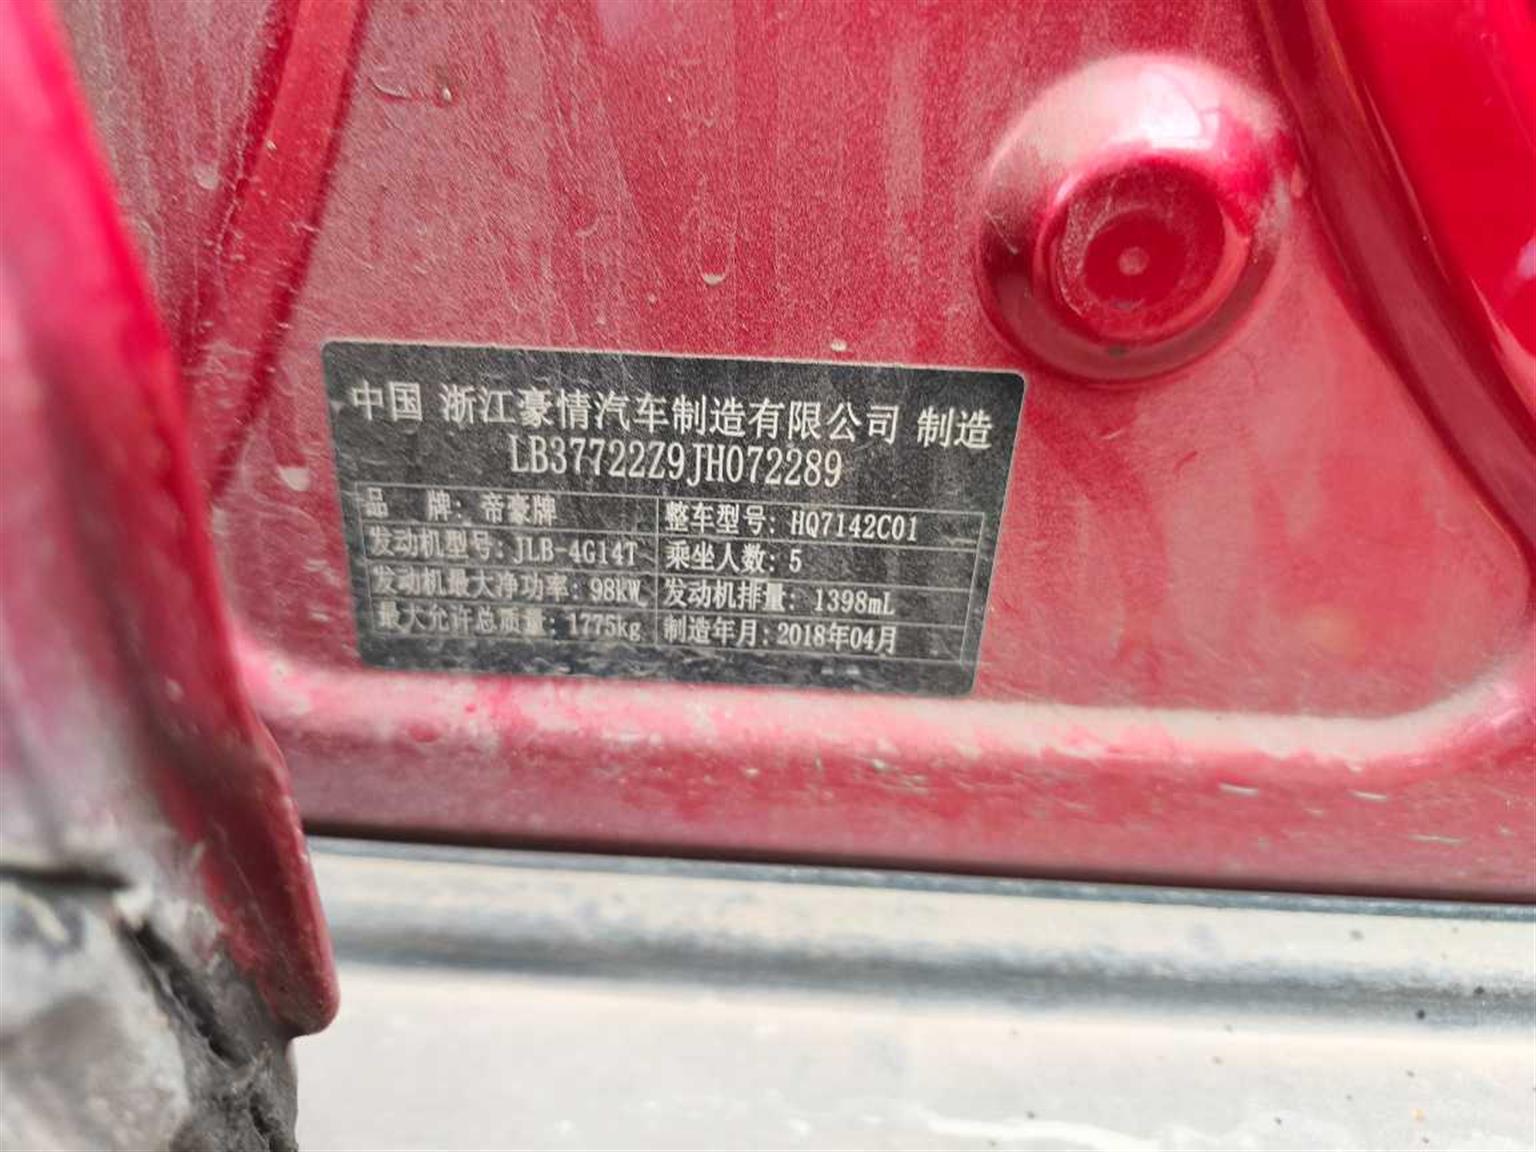 中国 浙江豪情汽车制造有限公司 制造
LB37722Z9JH072289
品 牌: 帝豪牌 整车型号: HQ7142C01
发动机型号: JLB-4G14T 乘坐人数: 5
发动机最大净功率: 98kW 发动机排量: 1398mL
最大允许总质量: 1775kg 制造年月: 2018年04月